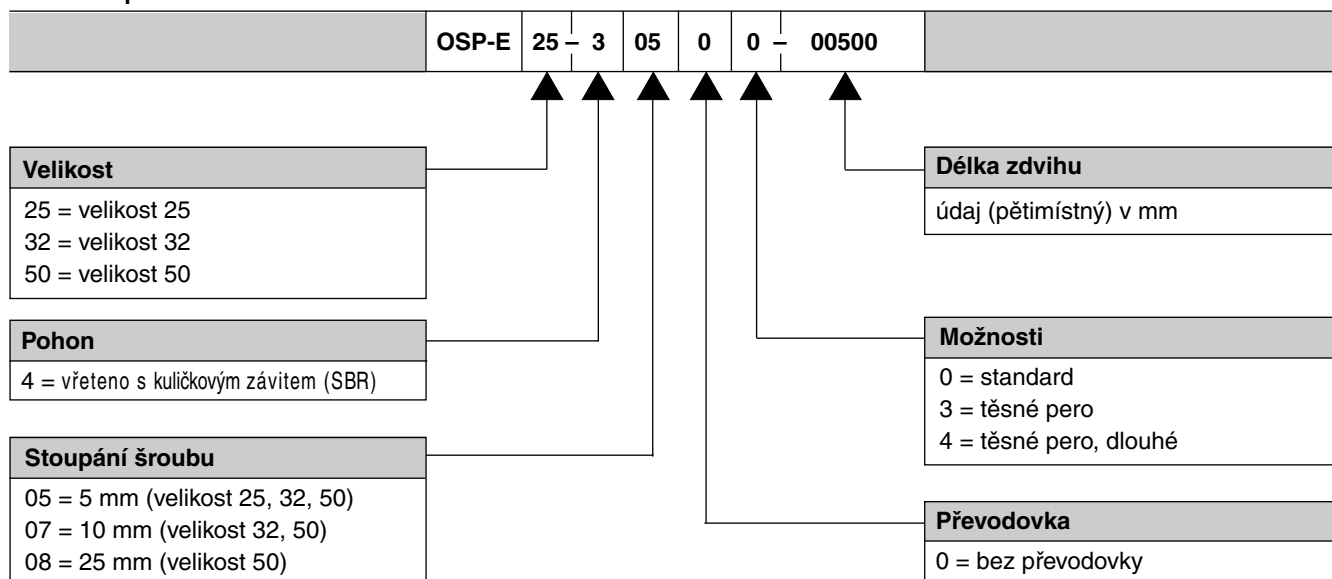 OSP-E 25 – 3 05 0 0 – 00500
Velikost
25 = velikost 25
32 = velikost 32
50 = velikost 50
Pohon
4 = vřeteno s kuličkovým závitem (SBR)
Stoupání šroubu
05 = 5 mm (velikost 25, 32, 50)
07 = 10 mm (velikost 32, 50)
08 = 25 mm (velikost 50)
Délka zdvihu
údaj (pětimístný) v mm
Možnosti
0 = standard
3 = těsné pero
4 = těsné pero, dlouhé
Převodovka
0 = bez převodovky